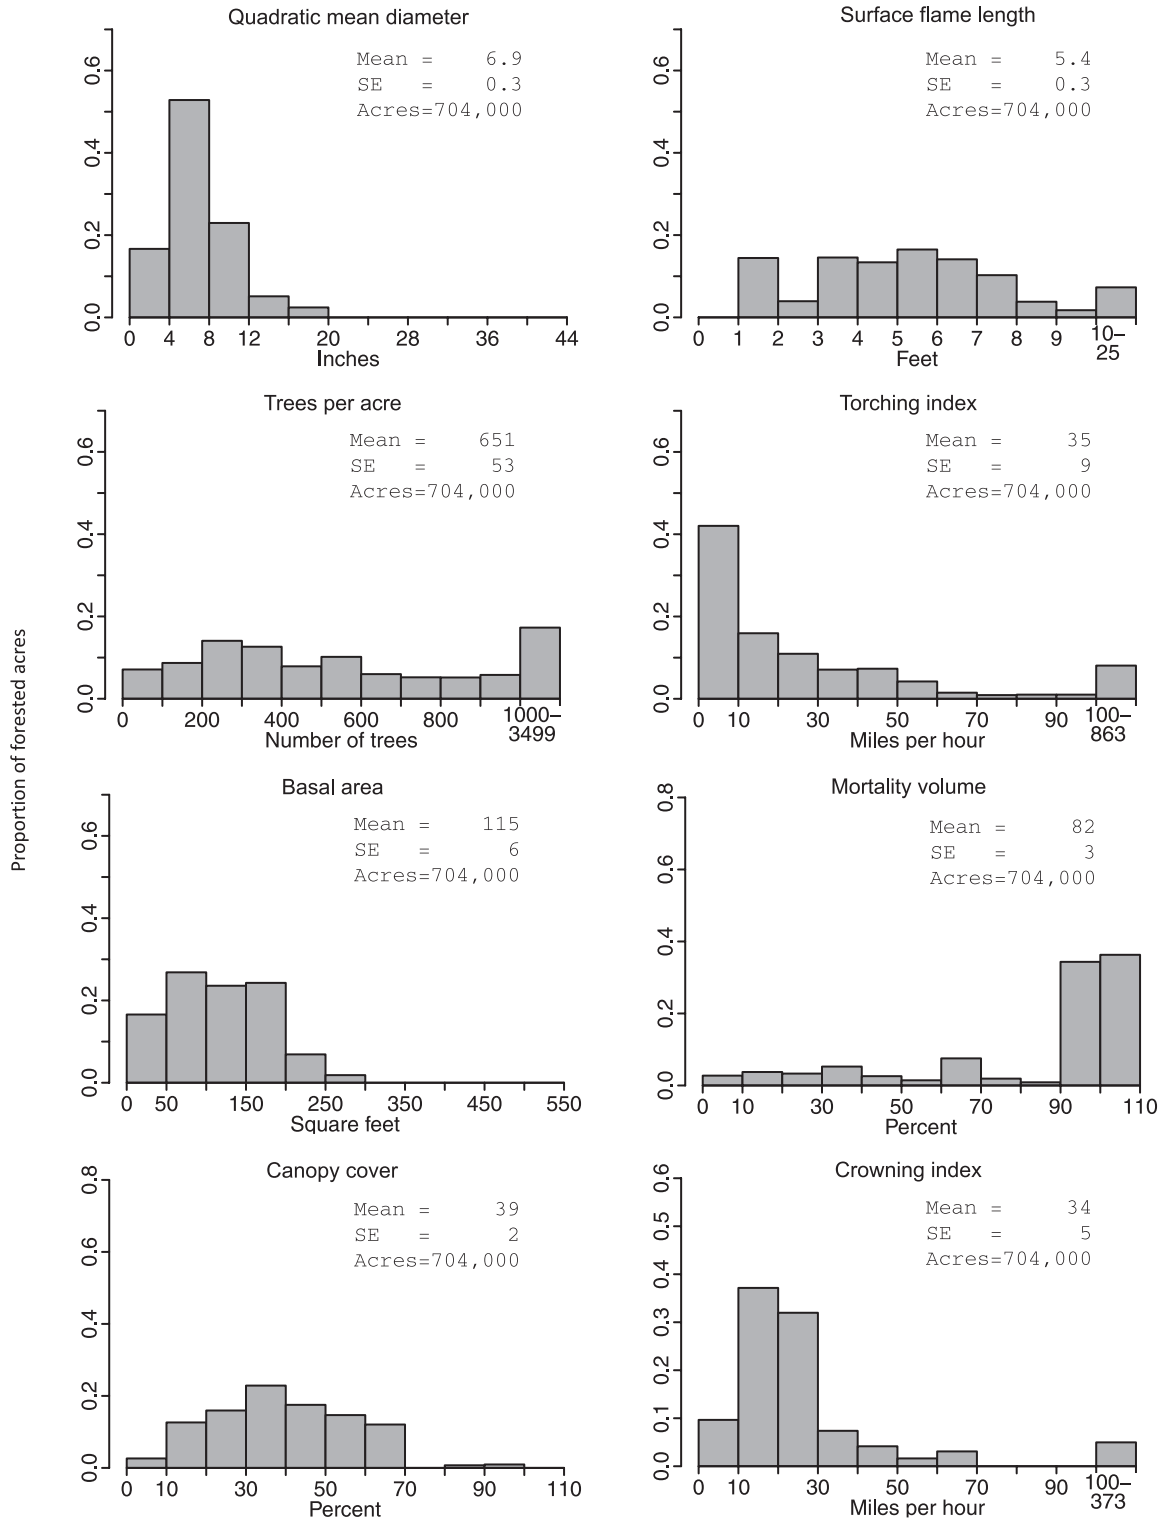 Proportion of forested acres
Quadratic mean diameter
Mean = 6.9
SE = 0.3
Acres=704,000
0.6
0.4
0.2
0.0
0 4 8 12 20 28 36 44
Inches
Surface flame length
Mean = 5.4
SE = 0.3
Acres=704,000
0.6
0.4
0.2
0.0
0 1 2 3 4 5 6 7 8 9 10–
25
Feet
Trees per acre
Mean = 651
SE = 53
Acres=704,000
0.6
0.4
0.2
0.0
0 200 400 600 800 1000–
3499
Number of trees
Torching index
Mean = 35
SE = 9
Acres=704,000
0.6
0.4
0.2
0.0
0 10 30 50 70 90 100–
863
Miles per hour
Basal area
Mean = 115
SE = 6
Acres=704,000
0.6
0.4
0.2
0.0
0 50 150 250 350 450 550
Square feet
Mortality volume
Mean = 82
SE = 3
Acres=704,000
0.8
0.6
0.4
0.2
0.0
0 10 30 50 70 90 110
Percent
Canopy cover
Mean = 39
SE = 2
Acres=704,000
0.8
0.6
0.4
0.2
0.0
0 10 30 50 70 90 110
Percent
Crowning index
Mean = 34
SE = 5
Acres=704,000
0.6
0.5
0.4
0.3
0.2
0.1
0.0
0 10 30 50 70 90 100–
373
Miles per hour